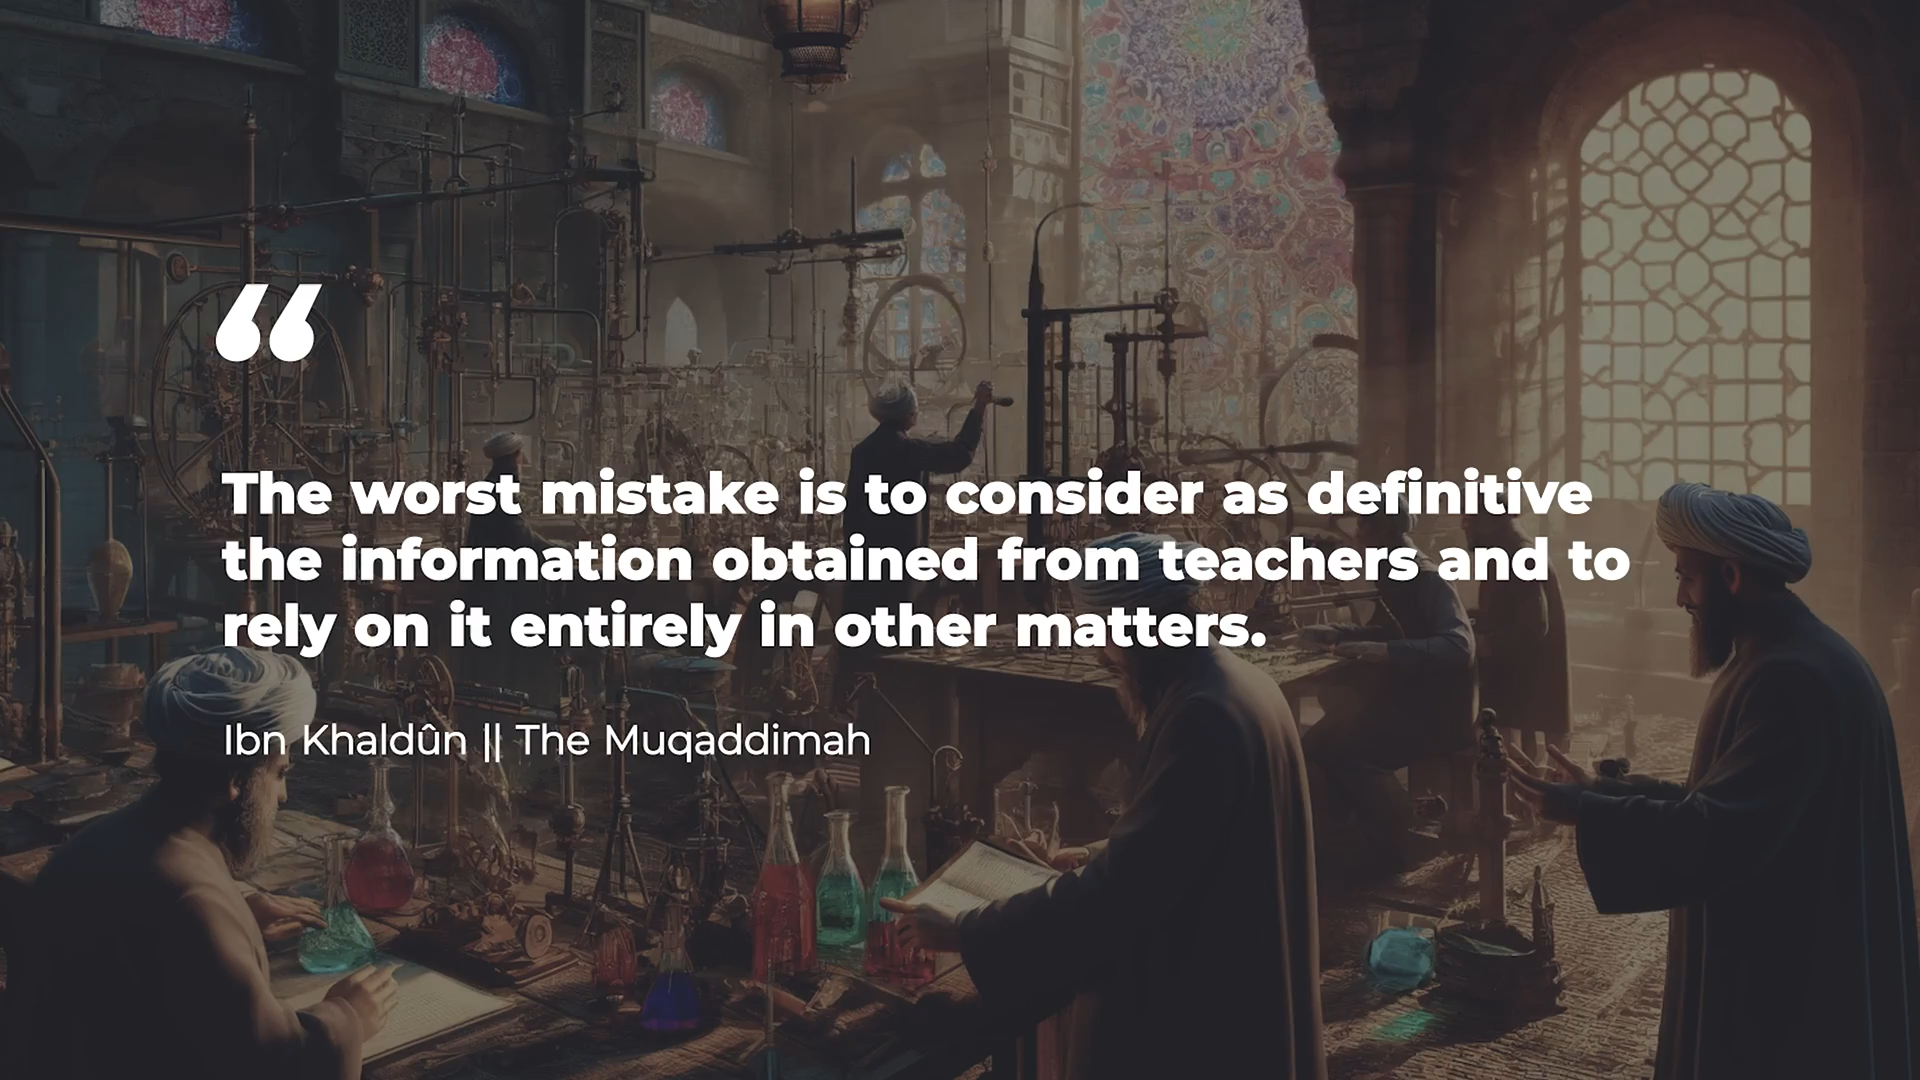 “
The worst mistake is to consider as definitive
the information obtained from teachers and to
rely on it entirely in other matters.
Ibn Khaldûn || The Muqaddimah